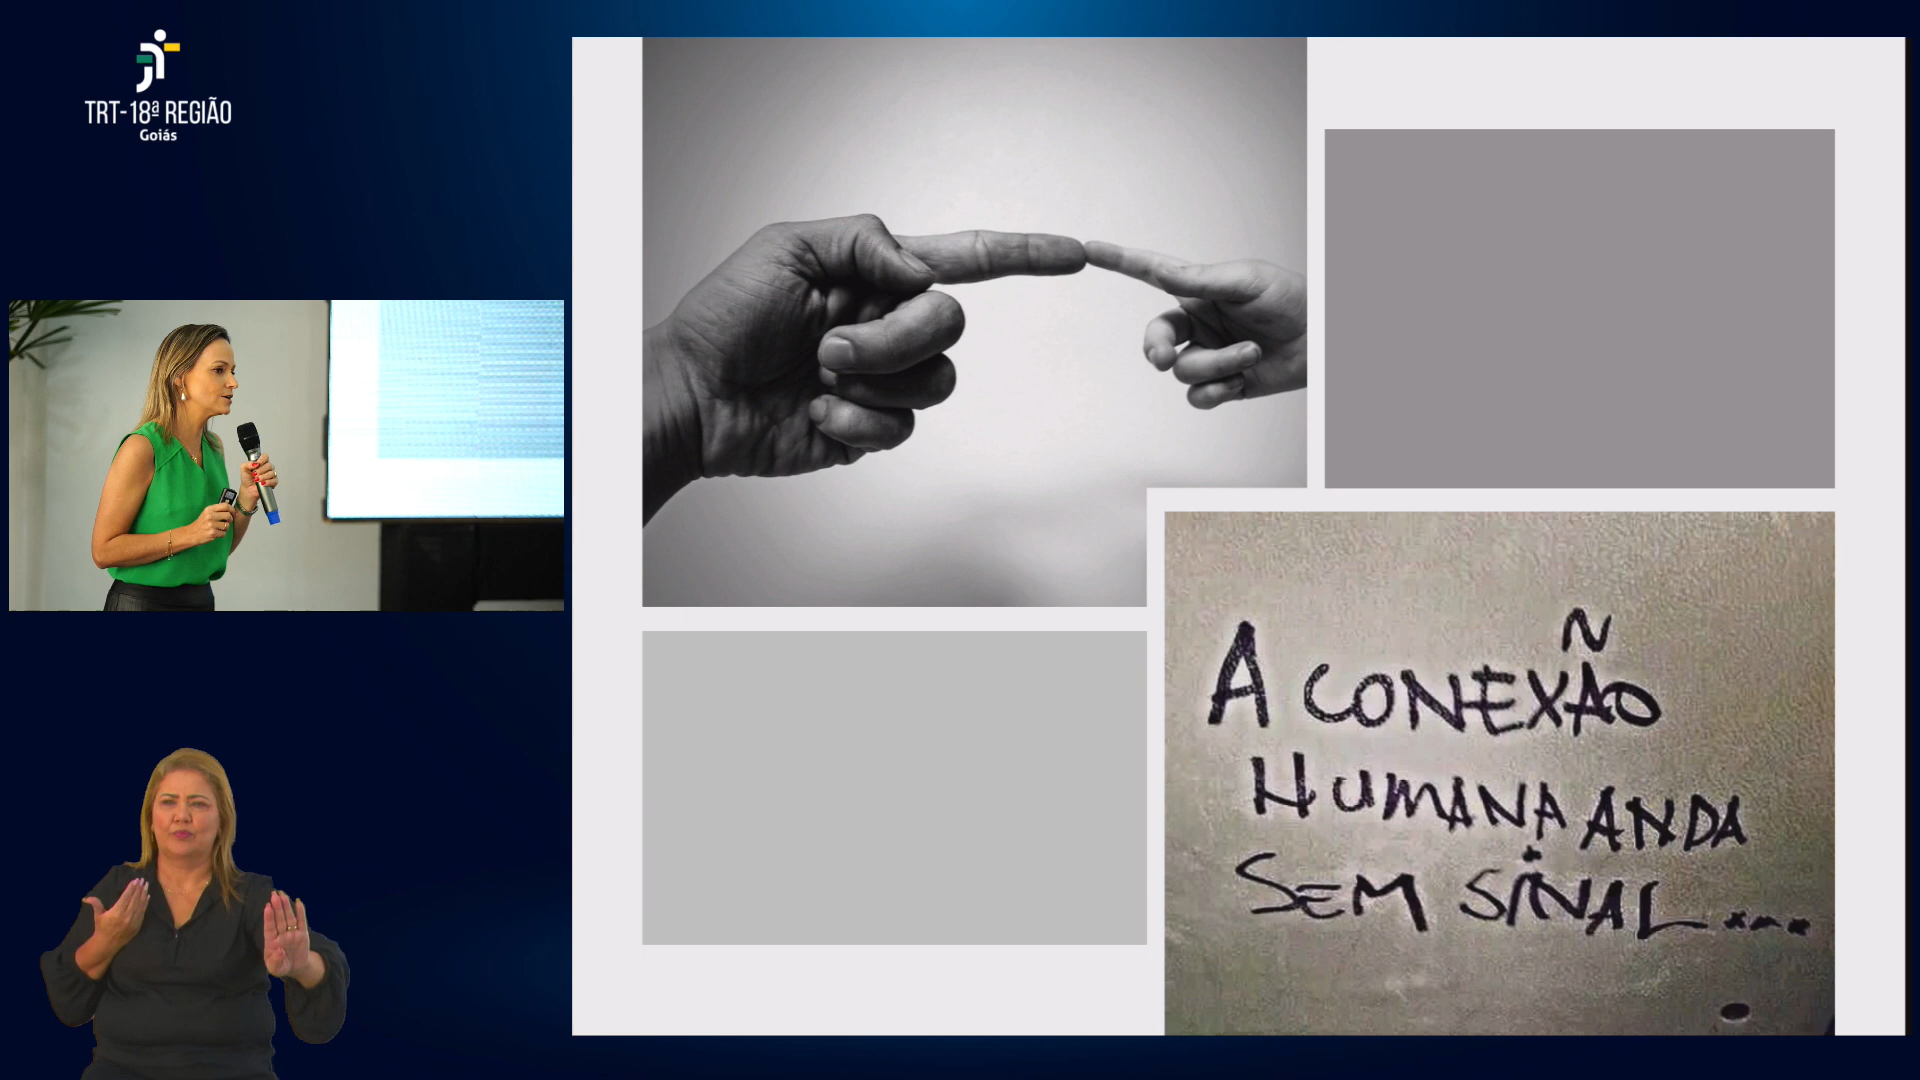 TRT-18ª REGIÃO
Goiás
A CONEXÃO
HUMANA ANDA
SEM SINAL...